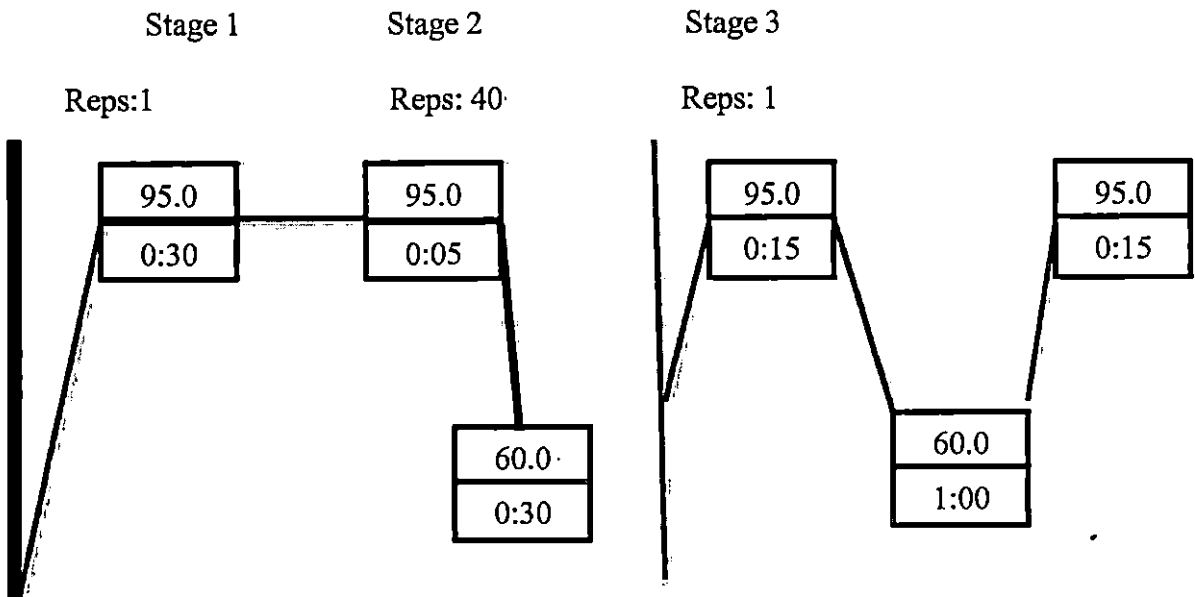 Stage 1 Stage 2 Stage 3
Reps:1 Reps: 40 Reps: 1
95.0 95.0 95.0 95.0
0:30 0:05 0:15 0:15
60.0 60.0
0:30 1:00